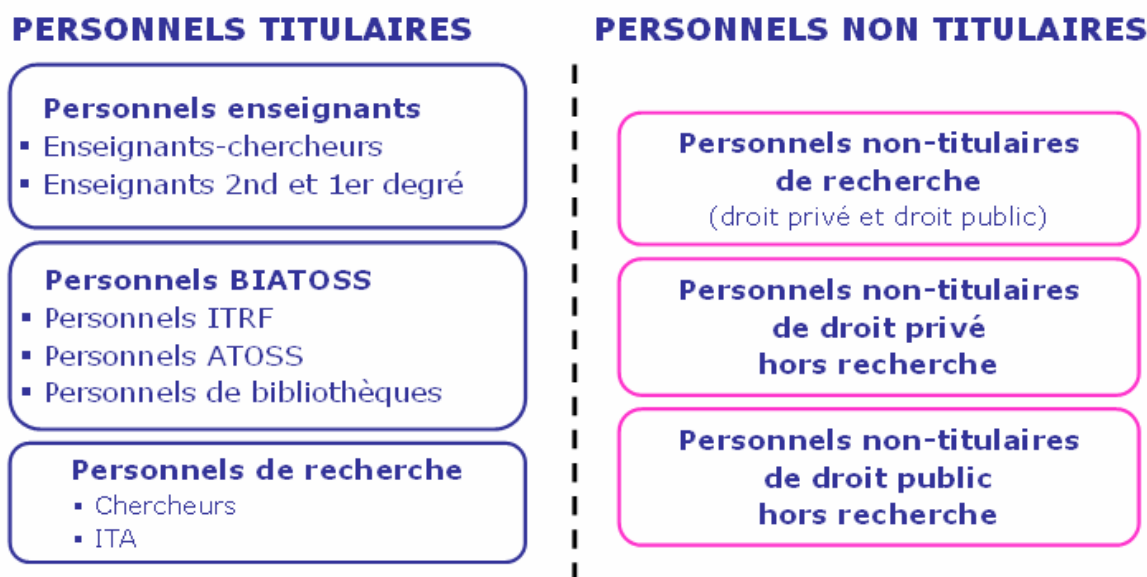 PERSONNELS TITULAIRES
Personnels enseignants
▪ Enseignants-chercheurs
▪ Enseignants 2nd et 1er degré
Personnels BIATOSS
▪ Personnels ITRF
▪ Personnels ATOSS
▪ Personnels de bibliothèques
Personnels de recherche
▪ Chercheurs
▪ ITA
PERSONNELS NON TITULAIRES
Personnels non-titulaires
de recherche
(droit privé et droit public)
Personnels non-titulaires
de droit privé
hors recherche
Personnels non-titulaires
de droit public
hors recherche